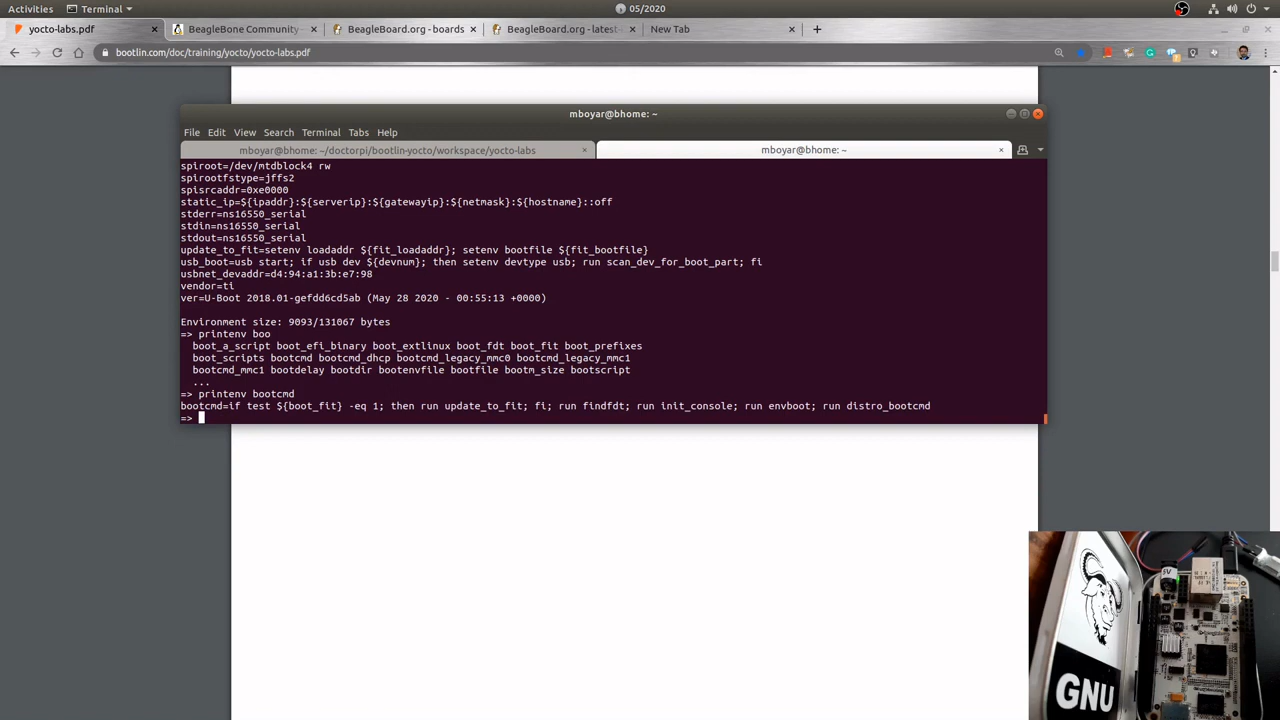 Activities
Terminal
05/2020
yocto-labs.pdf
BeagleBone Community
BeagleBoard.org - boards
BeagleBoard.org - latest-
New Tab
bootlin.com/doc/training/yocto/yocto-labs.pdf
mboyar@bhome: ~
File Edit View Search Terminal Tabs Help
mboyar@bhome: ~/doctorpi/bootlin-yocto/workspace/yocto-labs
mboyar@bhome: ~
spiroot=/dev/mtdblock4 rw
spirootfstype=jffs2
spisrcaddr=0xe0000
static_ip=${ipaddr}:${serverip}:${gatewayip}:${netmask}:${hostname}::off
stderr=ns16550_serial
stdin=ns16550_serial
stdout=ns16550_serial
update_to_fit=setenv loadaddr ${fit_loadaddr}; setenv bootfile ${fit_bootfile}
usb_boot=usb start; if usb dev ${devnum}; then setenv devtype usb; run scan_dev_for_boot_part; fi
usbnet_devaddr=d4:94:a1:3b:e7:98
vendor=ti
ver=U-Boot 2018.01-gefdd6cd5ab (May 28 2020 - 00:55:13 +0000)
Environment size: 9093/131067 bytes
=> printenv boo
boot_a_script boot_efi_binary boot_extlinux boot_fdt boot_fit boot_prefixes
boot_scripts bootcmd bootcmd_dhcp bootcmd_legacy_mmc0 bootcmd_legacy_mmc1
bootcmd_mmc1 bootdelay bootdir bootenvfile bootfile bootm_size bootscript
...
=> printenv bootcmd
bootcmd=if test ${boot_fit} -eq 1; then run update_to_fit; fi; run findfdt; run init_console; run envboot; run distro_bootcmd
=>
5V
GNU